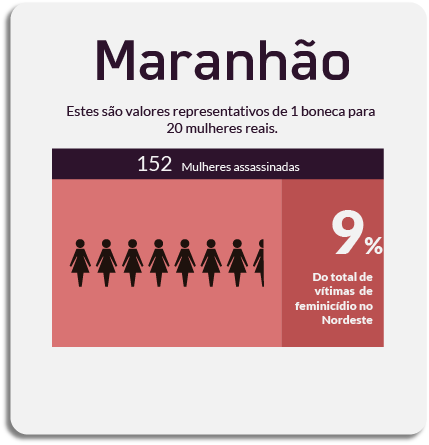 Maranhão
Estes são valores representativos de 1 boneca para
20 mulheres reais.
152 Mulheres assassinadas
9%
Do total de
vítimas de
feminicídio no
Nordeste